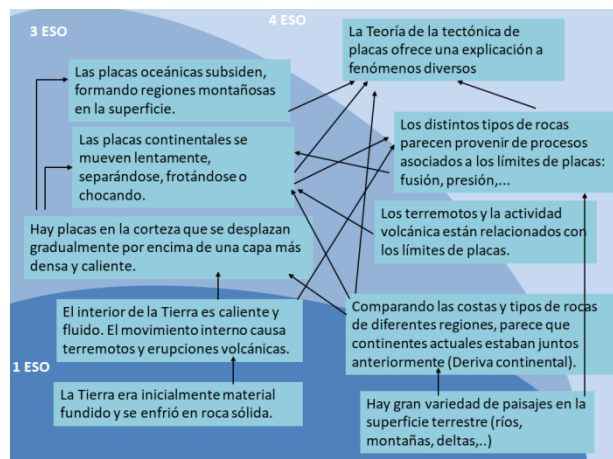 4 ESO
3 ESO
La Teoría de la tectónica de
placas ofrece una explicación a
fenómenos diversos
Las placas oceánicas subsiden,
formando regiones montañosas
en la superficie.
Los distintos tipos de rocas
parecen provenir de procesos
asociados a los límites de placas:
fusión, presión,...
Las placas continentales se
mueven lentamente,
separándose, frotándose o
chocando.
Los terremotos y la actividad
volcánica están relacionados con
los límites de placas.
Hay placas en la corteza que se desplazan
gradualmente por encima de una capa más
densa y caliente.
El interior de la Tierra es caliente y
fluido. El movimiento interno causa
terremotos y erupciones volcánicas.
Comparando las costas y tipos de rocas
de diferentes regiones, parece que
continentes actuales estaban juntos
anteriormente (Deriva continental).
1 ESO
La Tierra era inicialmente material
fundido y se enfrió en roca sólida.
Hay gran variedad de paisajes en la
superficie terrestre (ríos,
montañas, deltas,..)